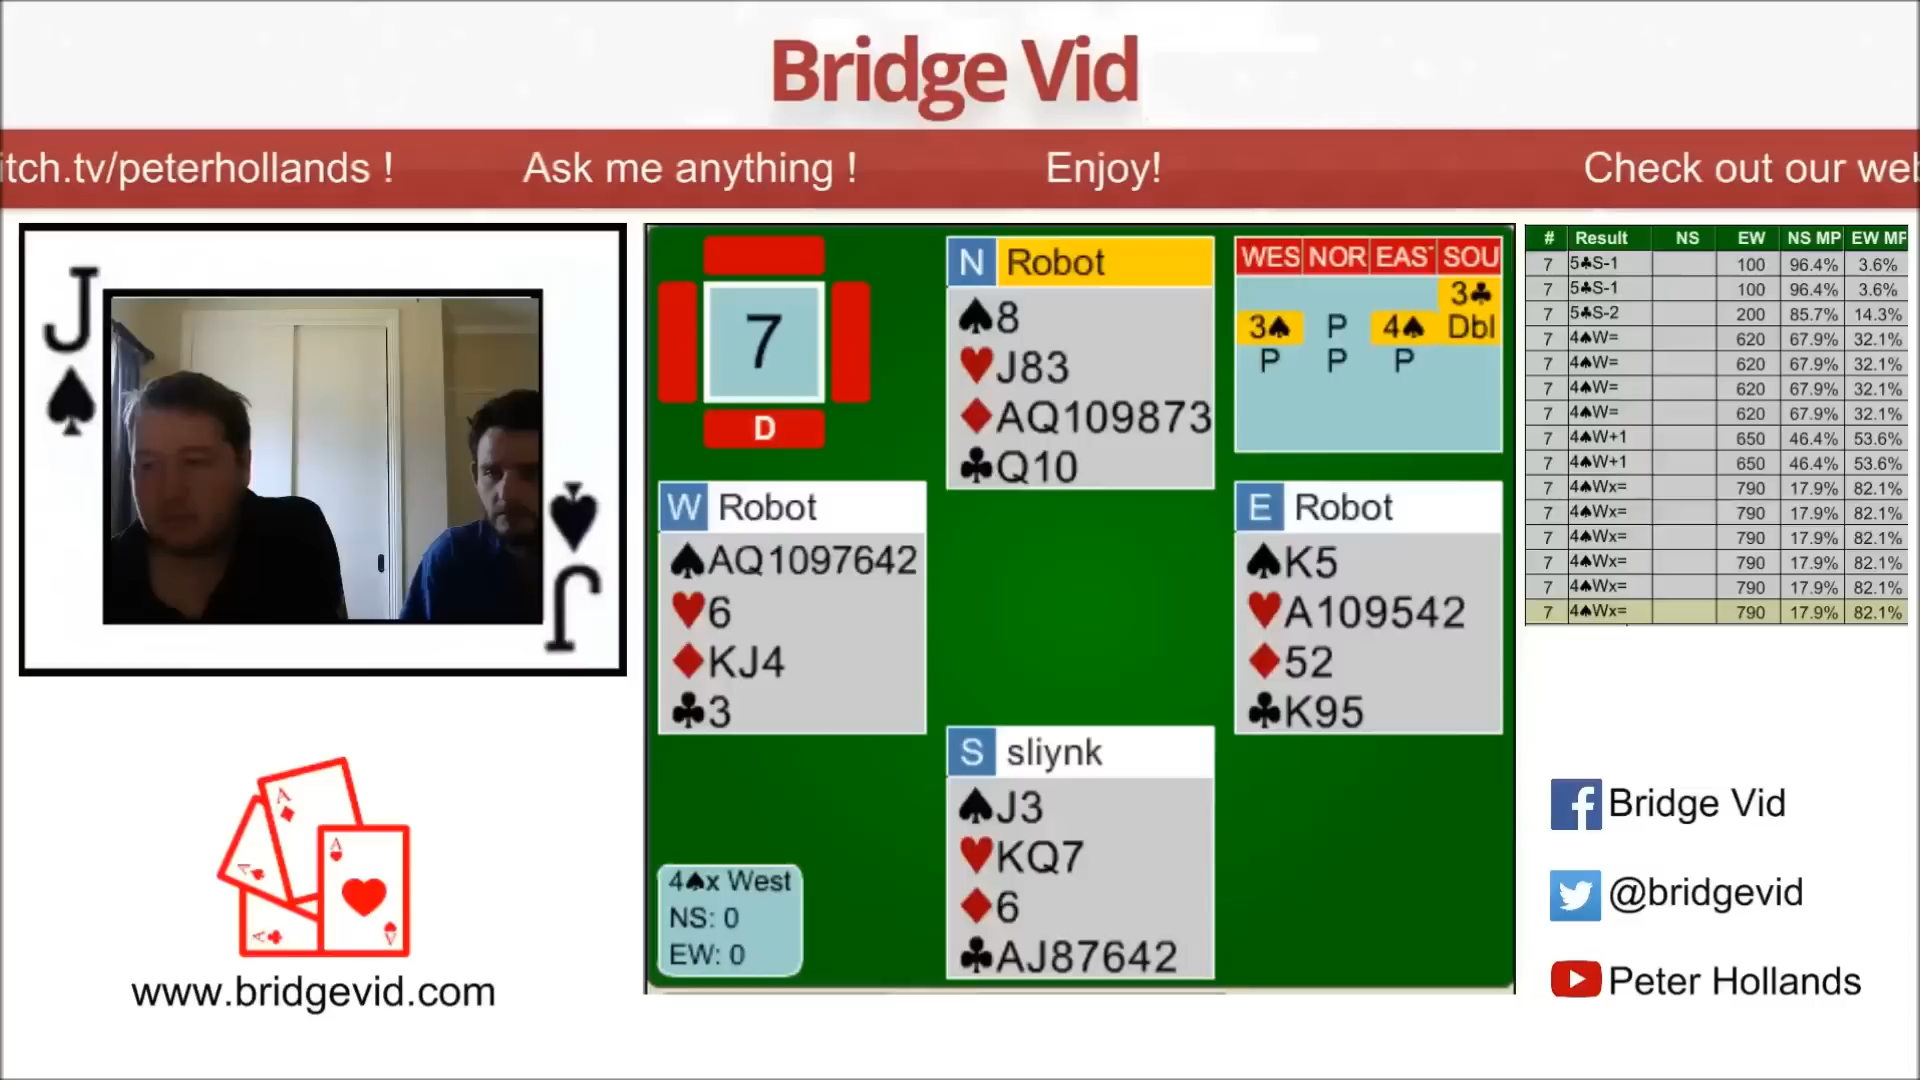 Bridge Vid
itch.tv/peterhollands !
Ask me anything !
Enjoy!
Check out our web
J
J
7
D
N Robot
♠8
♥J83
♦AQ109873
♣Q10
WES NOR EAS SOU
3♣
3♠ P 4♠ Dbl
P P P
W Robot
♠AQ1097642
♥6
♦KJ4
♣3
E Robot
♠K5
♥A109542
♦52
♣K95
S sliynk
♠J3
♥KQ7
♦6
♣AJ87642
4♠x West
NS: 0
EW: 0
# Result NS EW NS MP EW MP
7 5♣S-1 100 96.4% 3.6%
7 5♣S-1 100 96.4% 3.6%
7 5♣S-2 200 85.7% 14.3%
7 4♠W= 620 67.9% 32.1%
7 4♠W= 620 67.9% 32.1%
7 4♠W= 620 67.9% 32.1%
7 4♠W= 620 67.9% 32.1%
7 4♠W+1 650 46.4% 53.6%
7 4♠W+1 650 46.4% 53.6%
7 4♠Wx= 790 17.9% 82.1%
7 4♠Wx= 790 17.9% 82.1%
7 4♠Wx= 790 17.9% 82.1%
7 4♠Wx= 790 17.9% 82.1%
7 4♠Wx= 790 17.9% 82.1%
7 4♠Wx= 790 17.9% 82.1%
A
A
A
A
A
A
www.bridgevid.com
f Bridge Vid
@bridgevid
Peter Hollands